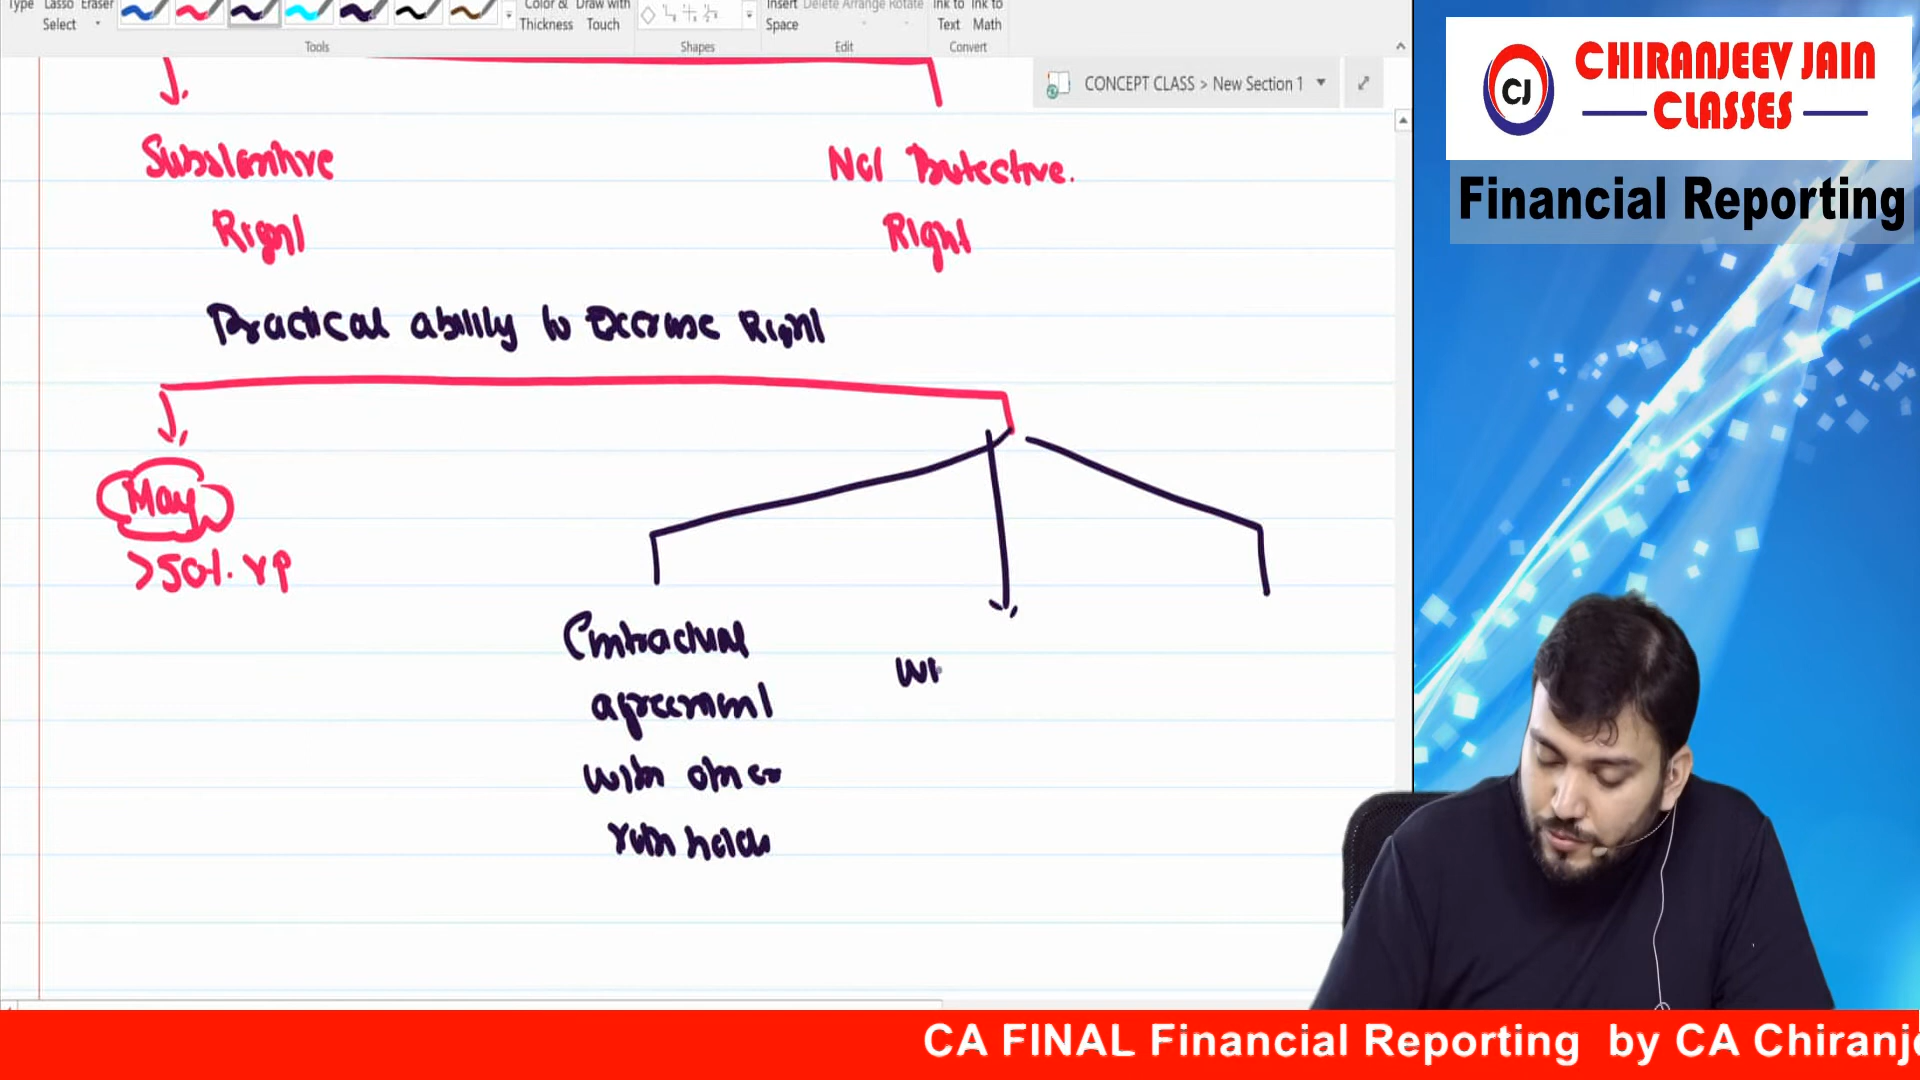 Type Lasso Eraser Color & Draw with Insert Delete Arrange Rotate Ink to Ink to
Select Thickness Touch Space Text Math
Tools Shapes Edit Convert
CONCEPT CLASS > New Section 1
CJ
CHIRANJEEV JAIN
CLASSES
Financial Reporting
Substantive
Right
Not Protective.
Right
Practical ability to Exercise Right
May
>50%. VP
Contractual
agreement
with other
vote holder
CA FINAL Financial Reporting by CA Chiranje